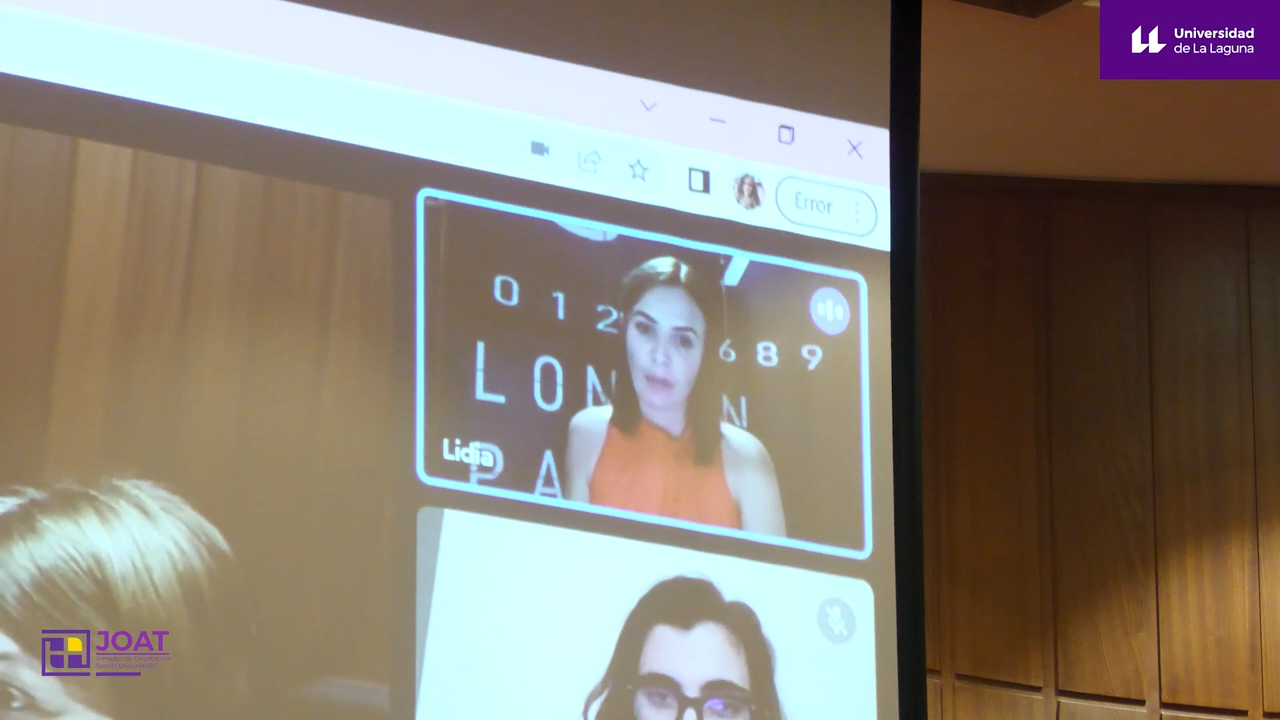 Universidad
de La Laguna
Error
0 1 2 6 8 9
LON N
Lidia
PA
JOAT